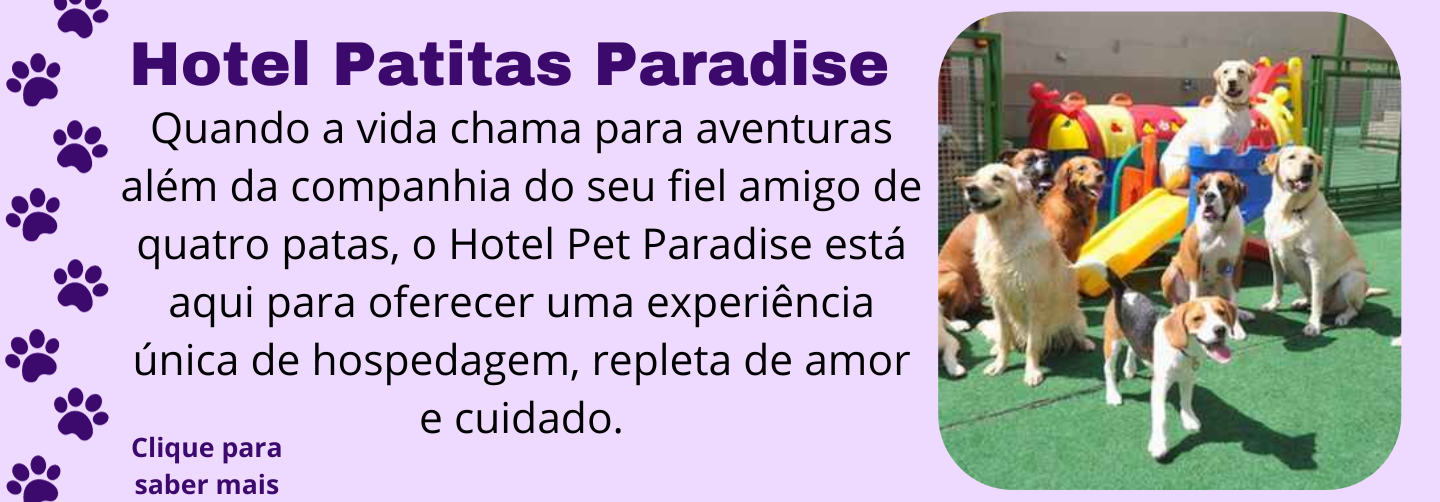 Hotel Patitas Paradise
Quando a vida chama para aventuras
além da companhia do seu fiel amigo de
quatro patas, o Hotel Pet Paradise está
aqui para oferecer uma experiência
única de hospedagem, repleta de amor
e cuidado.
Clique para
saber mais